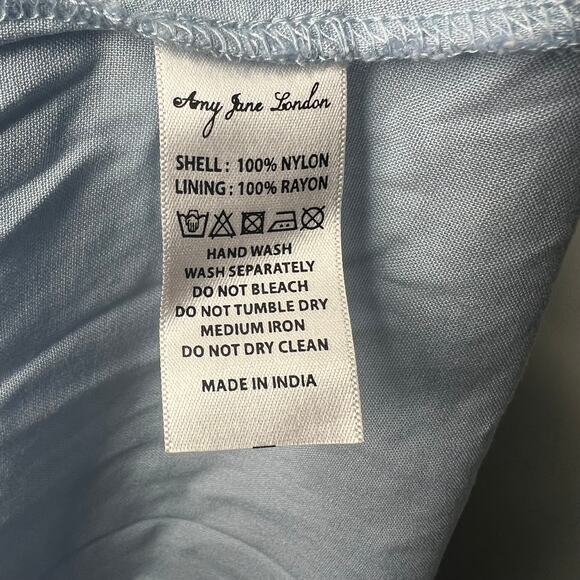 Amy Jane London
SHELL: 100% NYLON
LINING: 100% RAYON
HAND WASH
WASH SEPARATELY
DO NOT BLEACH
DO NOT TUMBLE DRY
MEDIUM IRON
DO NOT DRY CLEAN
MADE IN INDIA